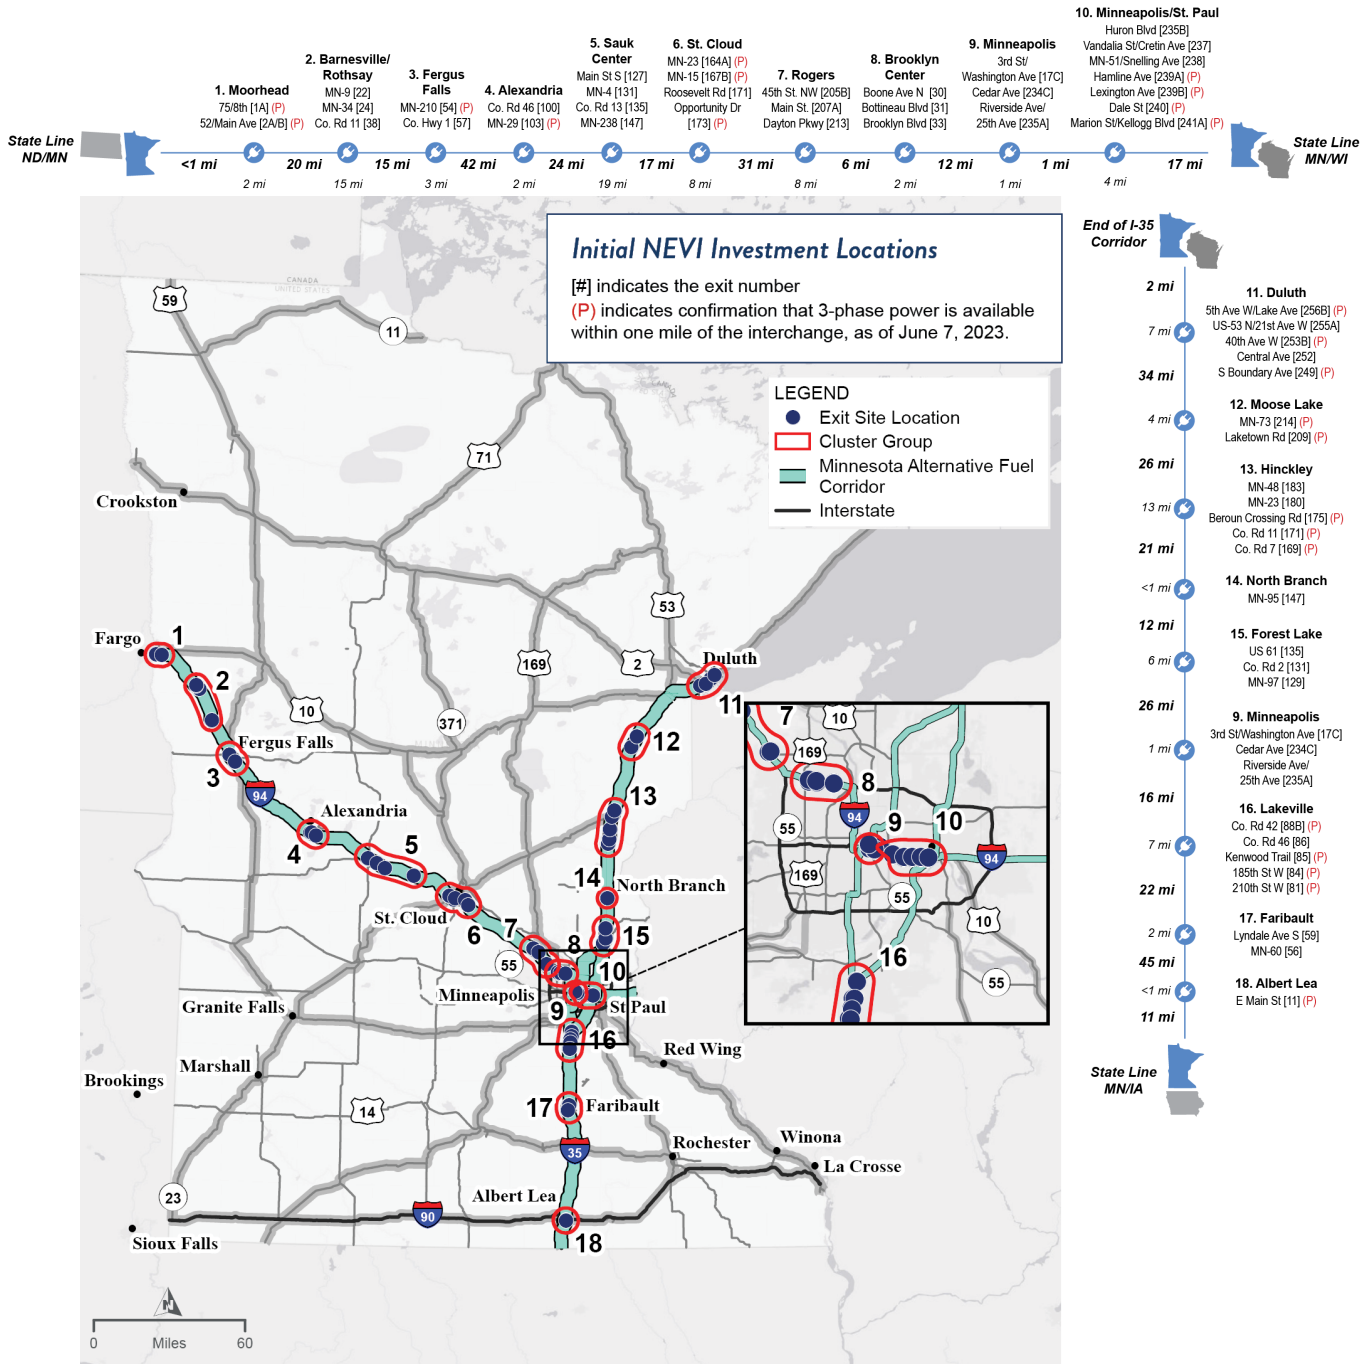 State Line
ND/MN
1. Moorhead
75/8th [1A] (P)
52/Main Ave [2A/B] (P)
2. Barnesville/
Rothsay
MN-9 [22]
MN-34 [24]
Co. Rd 11 [38]
3. Fergus
Falls
MN-210 [54] (P)
Co. Hwy 1 [57]
4. Alexandria
Co. Rd 46 [100]
MN-29 [103] (P)
5. Sauk
Center
Main St S [127]
MN-4 [131]
Co. Rd 13 [135]
MN-238 [147]
6. St. Cloud
MN-23 [164A] (P)
MN-15 [167B] (P)
Roosevelt Rd [171]
Opportunity Dr
[173] (P)
7. Rogers
45th St. NW [205B]
Main St. [207A]
Dayton Pkwy [213]
8. Brooklyn
Center
Boone Ave N [30]
Bottineau Blvd [31]
Brooklyn Blvd [33]
9. Minneapolis
3rd St/
Washington Ave [17C]
Cedar Ave [234C]
Riverside Ave/
25th Ave [235A]
10. Minneapolis/St. Paul
Huron Blvd [235B]
Vandalia St/Cretin Ave [237]
MN-51/Snelling Ave [238]
Hamline Ave [239A] (P)
Lexington Ave [239B] (P)
Dale St [240] (P)
Marion St/Kellogg Blvd [241A] (P)
State Line
MN/WI
<1 mi
20 mi
15 mi
42 mi
24 mi
17 mi
31 mi
6 mi
12 mi
1 mi
17 mi
2 mi
15 mi
3 mi
2 mi
19 mi
8 mi
8 mi
2 mi
1 mi
4 mi
Initial NEVI Investment Locations
[#] indicates the exit number
(P) indicates confirmation that 3-phase power is available
within one mile of the interchange, as of June 7, 2023.
LEGEND
Exit Site Location
Cluster Group
Minnesota Alternative Fuel
Corridor
Interstate
End of I-35
Corridor
2 mi
7 mi
11. Duluth
5th Ave W/Lake Ave [256B] (P)
US-53 N/21st Ave W [255A]
40th Ave W [253B] (P)
Central Ave [252]
S Boundary Ave [249] (P)
34 mi
4 mi
12. Moose Lake
MN-73 [214] (P)
Laketown Rd [209] (P)
26 mi
13 mi
13. Hinckley
MN-48 [183]
MN-23 [180]
Beroun Crossing Rd [175] (P)
Co. Rd 11 [171] (P)
Co. Rd 7 [169] (P)
21 mi
<1 mi
14. North Branch
MN-95 [147]
12 mi
6 mi
15. Forest Lake
US 61 [135]
Co. Rd 2 [131]
MN-97 [129]
26 mi
1 mi
9. Minneapolis
3rd St/Washington Ave [17C]
Cedar Ave [234C]
Riverside Ave/
25th Ave [235A]
16 mi
7 mi
16. Lakeville
Co. Rd 42 [88B] (P)
Co. Rd 46 [86]
Kenwood Trail [85] (P)
185th St W [84] (P)
210th St W [81] (P)
22 mi
2 mi
17. Faribault
Lyndale Ave S [59]
MN-60 [56]
45 mi
<1 mi
18. Albert Lea
E Main St [11] (P)
11 mi
State Line
MN/IA
CANADA
UNITED STATES
59
11
71
Crookston
53
Fargo
1
169
2
Duluth
2
10
371
11
Fergus Falls
3
12
94
Alexandria
4
5
13
14
North Branch
St. Cloud
6
7
55
8
15
10
Minneapolis
9
St Paul
16
Granite Falls
Red Wing
Marshall
Brookings
14
17
Faribault
35
Rochester
Winona
La Crosse
23
Albert Lea
90
18
Sioux Falls
7
10
169
8
55
94
9
10
94
169
55
10
16
55
N
0
Miles
60